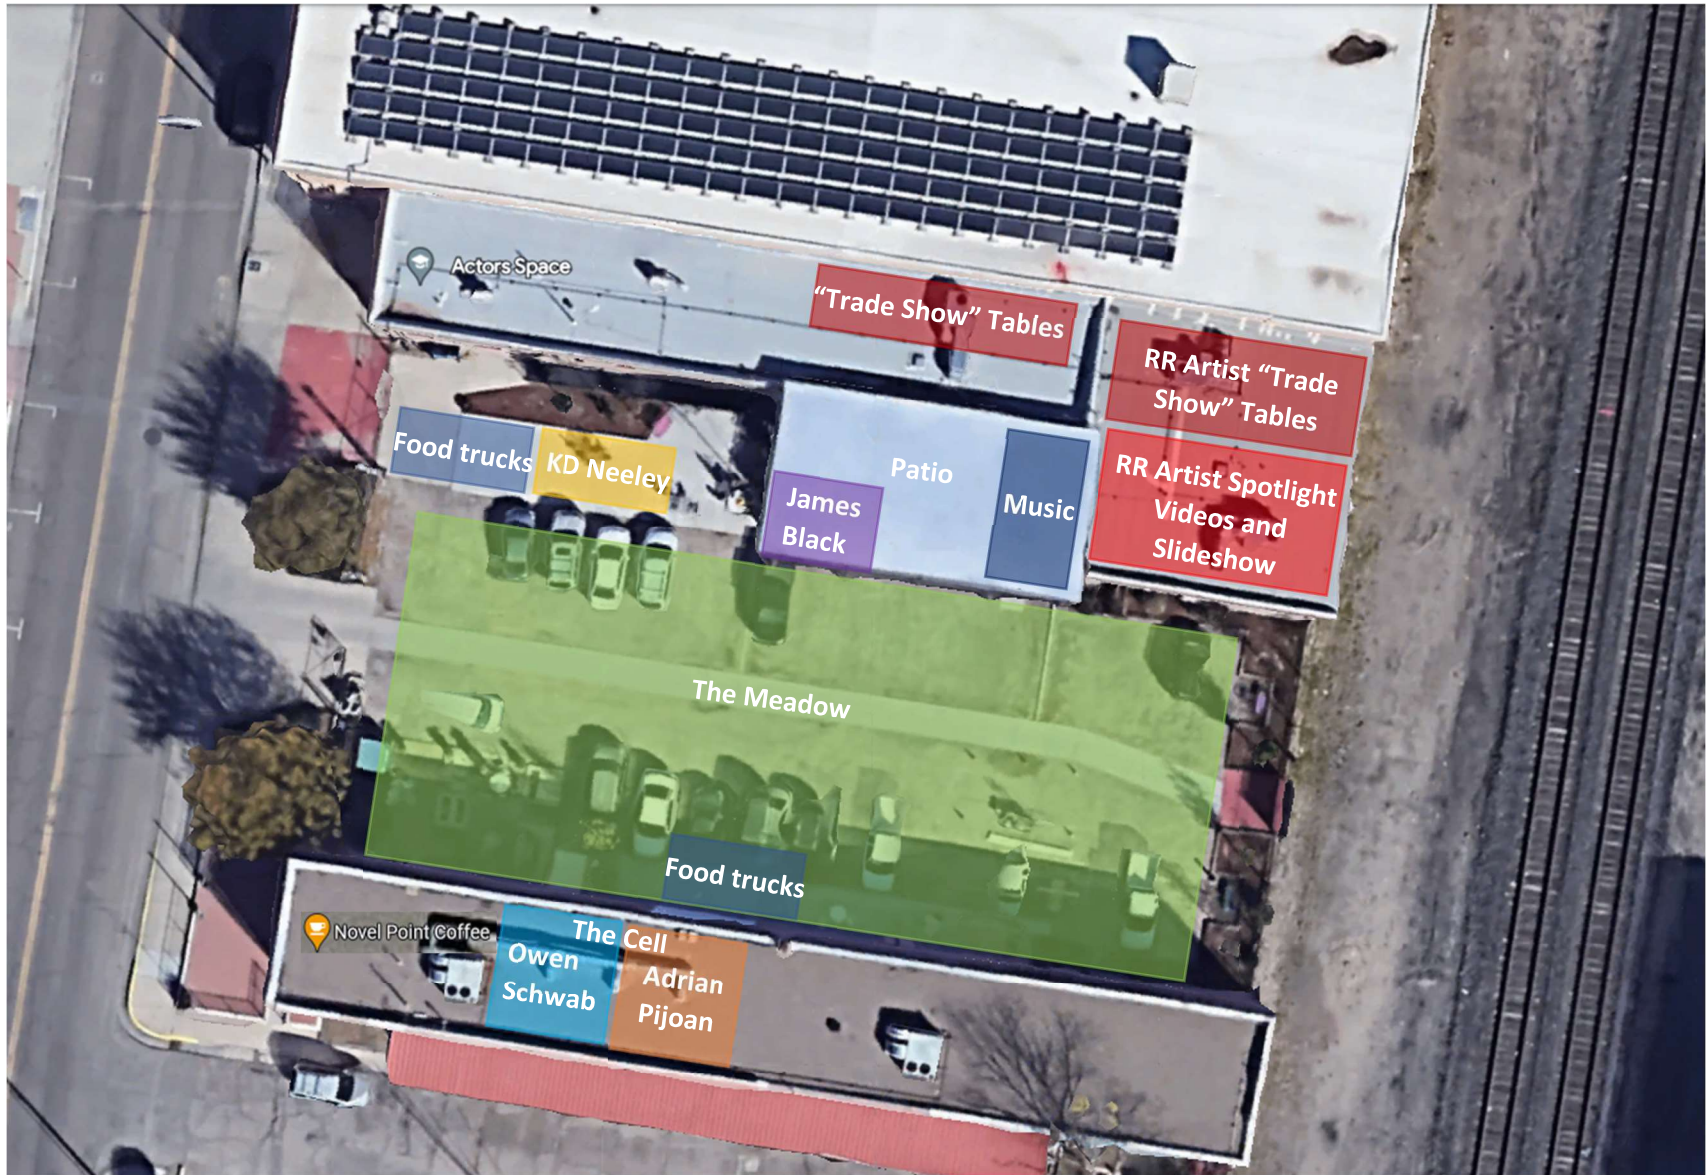 Actors Space
“Trade Show” Tables
RR Artist “Trade
Show” Tables
Food trucks
KD Neeley
Patio
James
Black
Music
RR Artist Spotlight
Videos and
Slideshow
The Meadow
Food trucks
Novel Point Coffee
The Cell
Owen
Schwab
Adrian
Pijoan